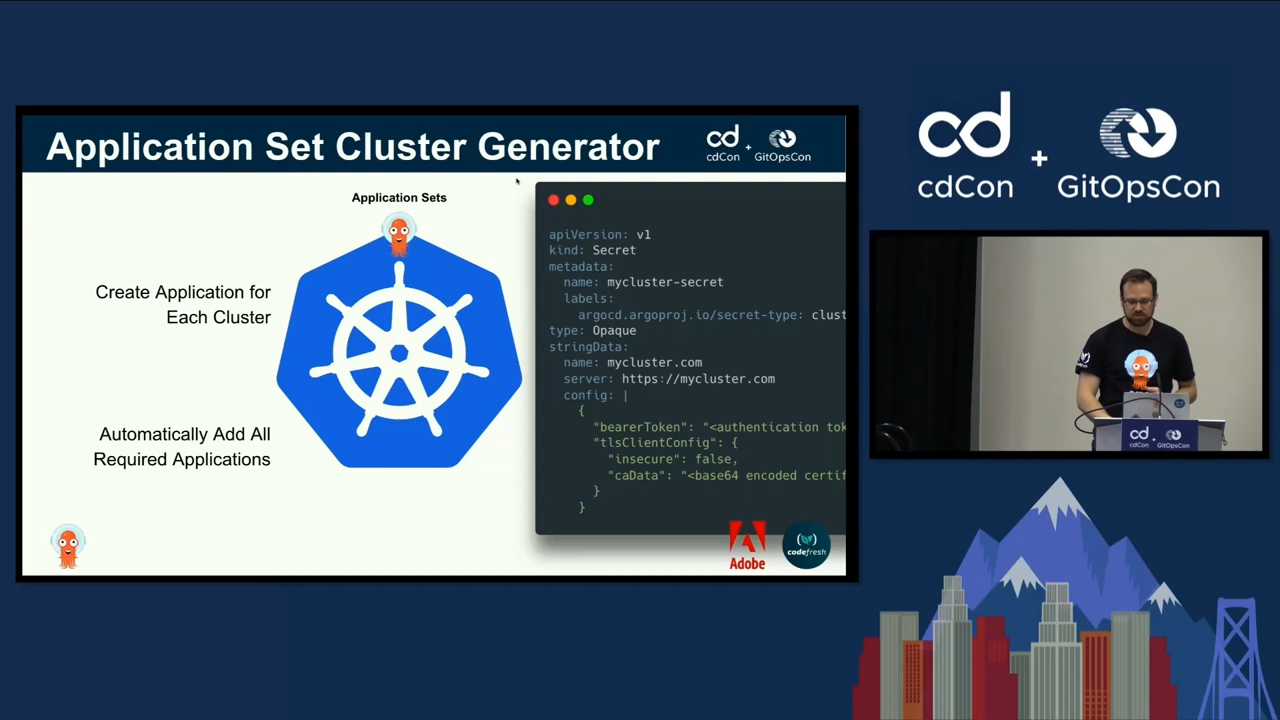 Application Set Cluster Generator
cdCon + GitOpsCon
Application Sets
Create Application for
Each Cluster
Automatically Add All
Required Applications
apiVersion: v1
kind: Secret
metadata:
name: mycluster-secret
labels:
argocd.argoproj.io/secret-type: clust
type: Opaque
stringData:
name: mycluster.com
server: https://mycluster.com
config: |
{
"bearerToken": "<authentication tok
"tlsClientConfig": {
"insecure": false,
"caData": "<base64 encoded certif
}
}
Adobe
codefresh
cd
cdCon + GitOpsCon
cd
cdCon